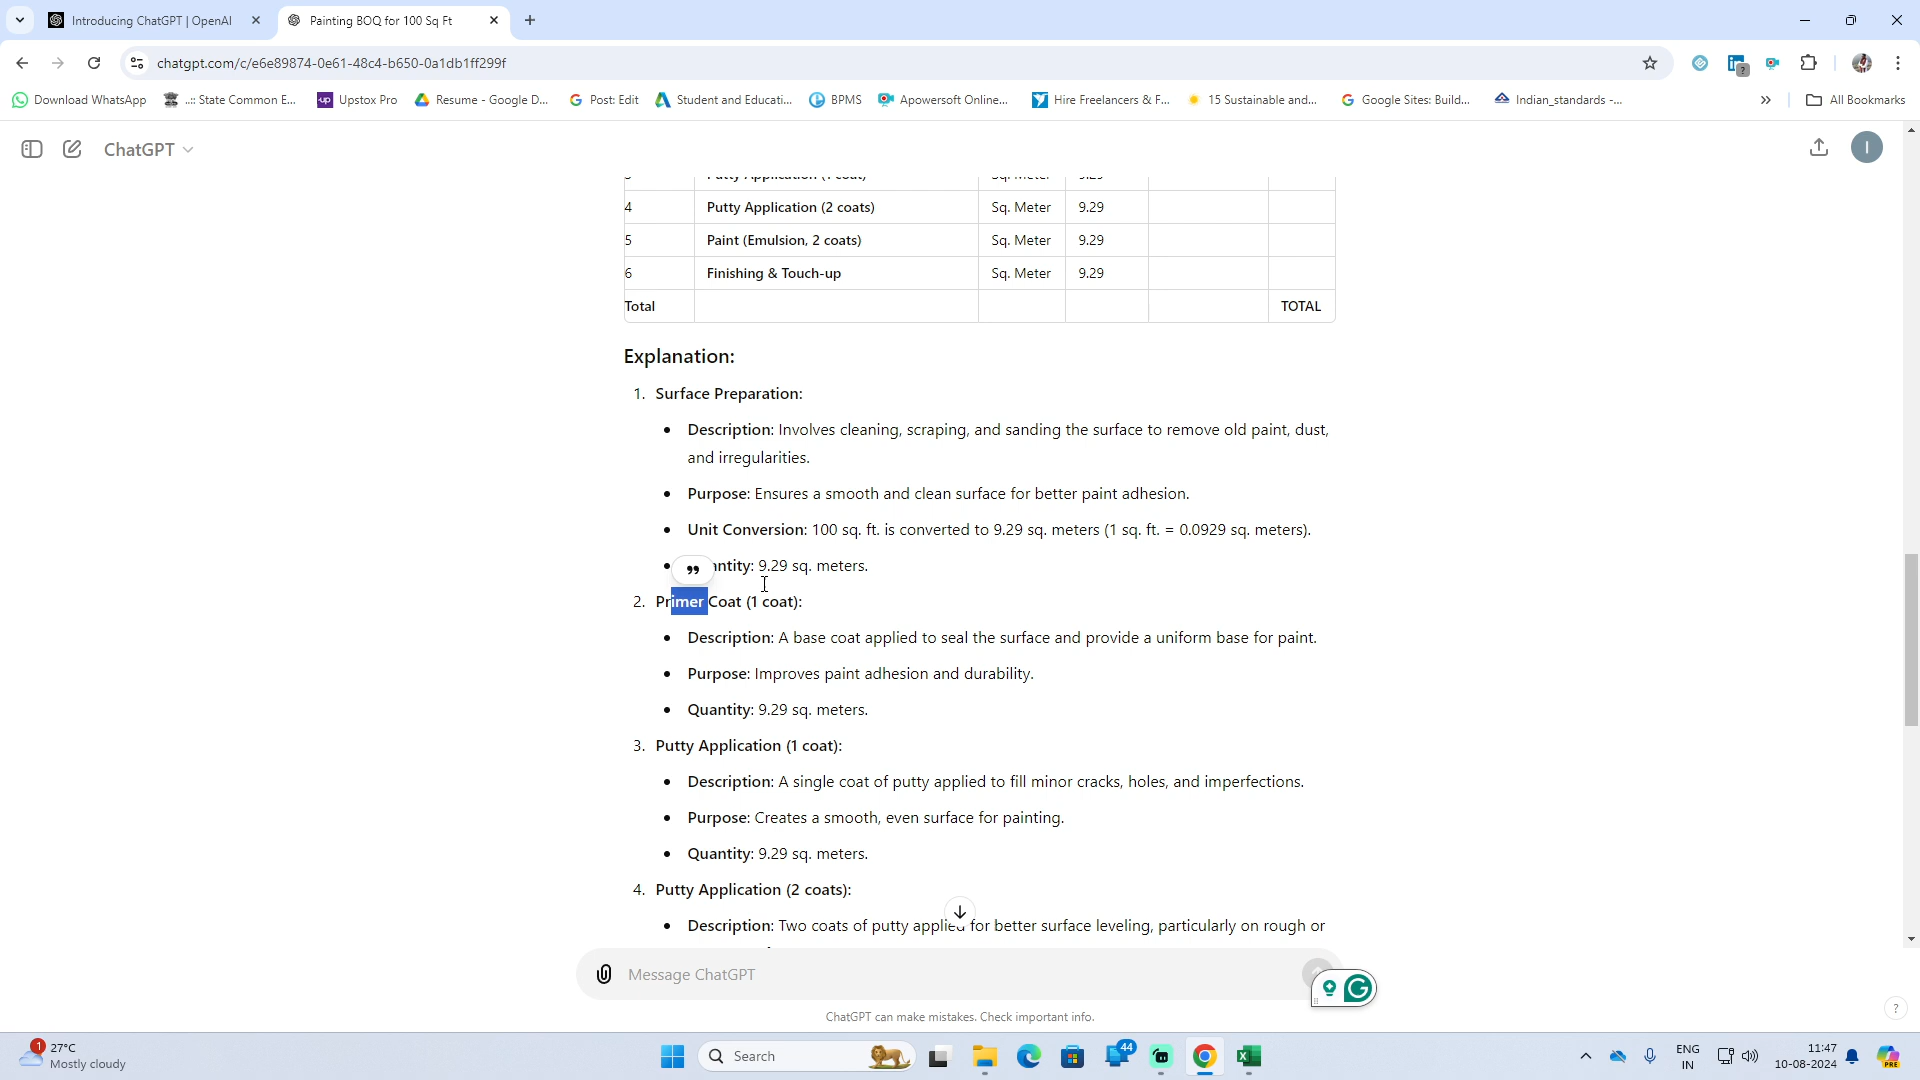 Introducing ChatGPT | OpenAI
Painting BOQ for 100 Sq Ft
chatgpt.com/c/e6e89874-0e61-48c4-b650-0a1db1ff299f
Download WhatsApp
..:: State Common E...
up Upstox Pro
Resume - Google D...
Post: Edit
Student and Educati...
BPMS
Apowersoft Online...
Hire Freelancers & F...
15 Sustainable and...
Google Sites: Build...
Indian_standards -...
All Bookmarks
ChatGPT
I
4 Putty Application (2 coats) Sq. Meter 9.29
5 Paint (Emulsion, 2 coats) Sq. Meter 9.29
6 Finishing & Touch-up Sq. Meter 9.29
Total TOTAL
Explanation:
1. Surface Preparation:
• Description: Involves cleaning, scraping, and sanding the surface to remove old paint, dust,
and irregularities.
• Purpose: Ensures a smooth and clean surface for better paint adhesion.
• Unit Conversion: 100 sq. ft. is converted to 9.29 sq. meters (1 sq. ft. = 0.0929 sq. meters).
• ntity: 9.29 sq. meters.
2. Primer Coat (1 coat):
• Description: A base coat applied to seal the surface and provide a uniform base for paint.
• Purpose: Improves paint adhesion and durability.
• Quantity: 9.29 sq. meters.
3. Putty Application (1 coat):
• Description: A single coat of putty applied to fill minor cracks, holes, and imperfections.
• Purpose: Creates a smooth, even surface for painting.
• Quantity: 9.29 sq. meters.
4. Putty Application (2 coats):
• Description: Two coats of putty applied for better surface leveling, particularly on rough or
Message ChatGPT
ChatGPT can make mistakes. Check important info.
?
1
27°C
Mostly cloudy
Search
44
ENG
IN
11:47
10-08-2024
PRE